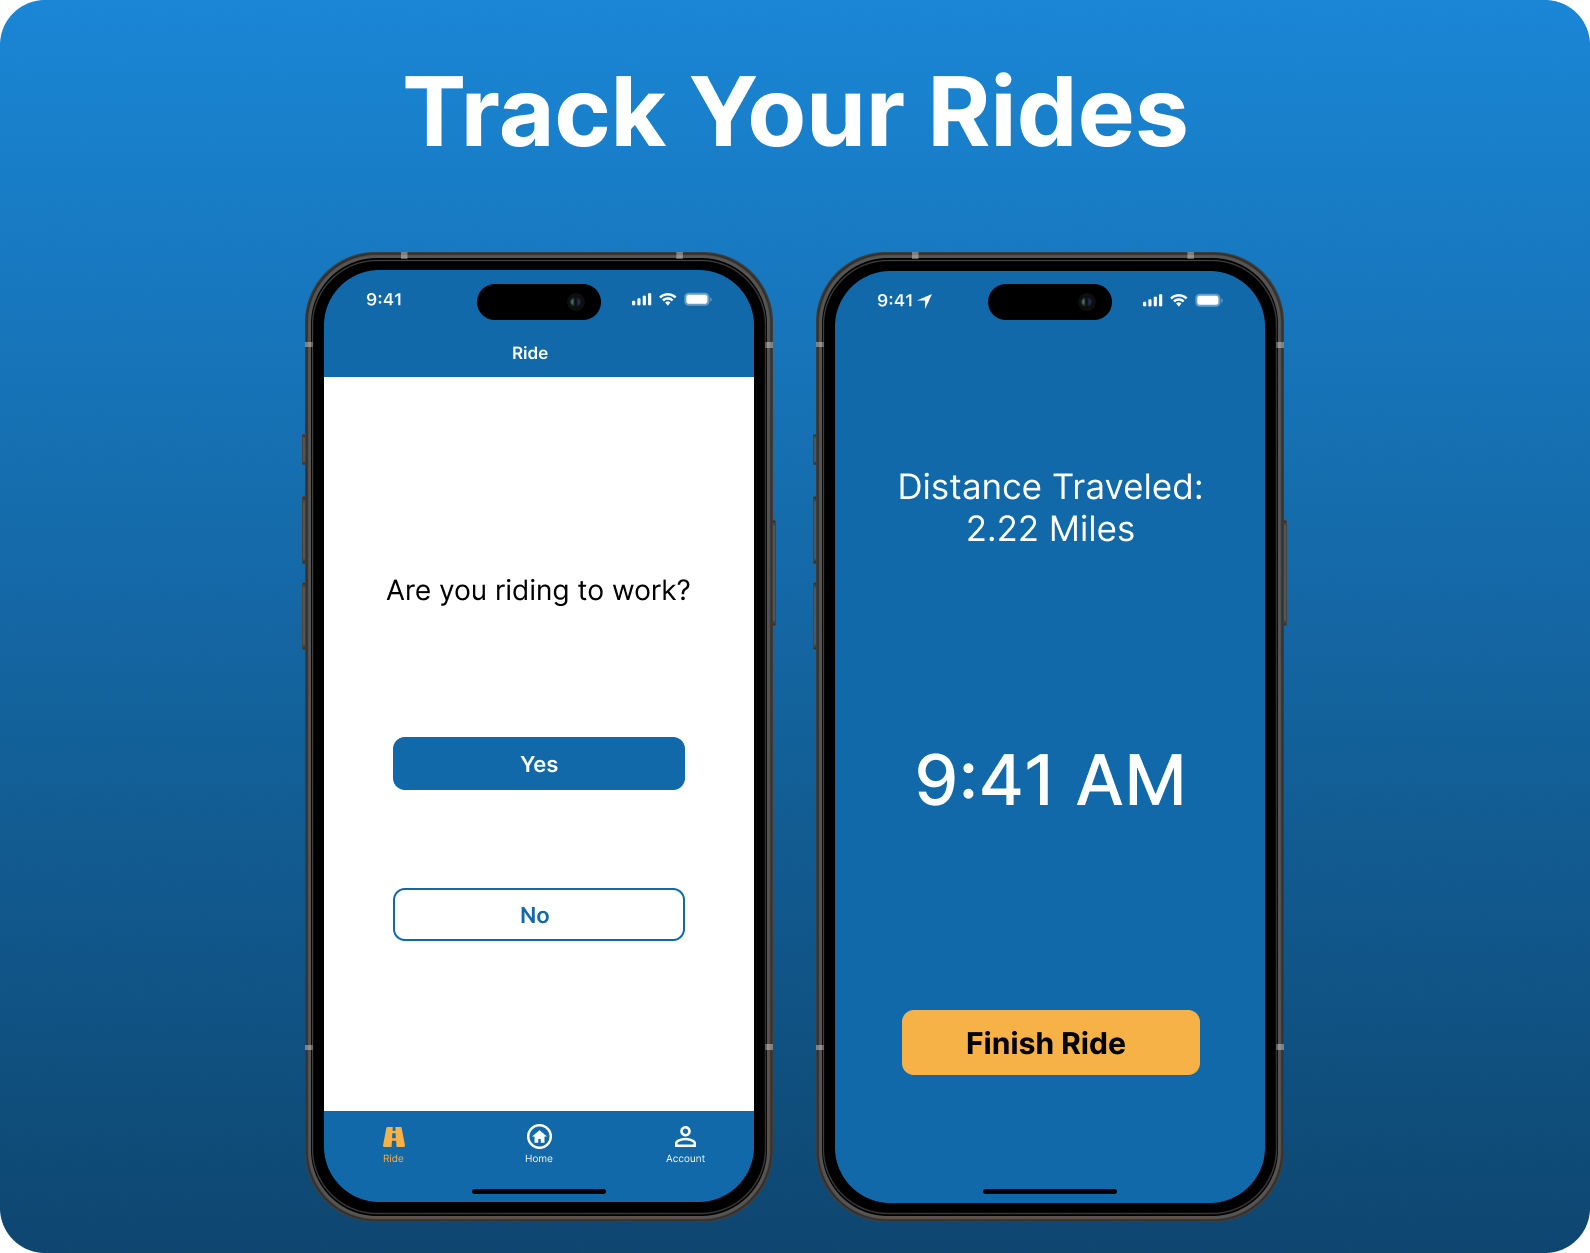 Track Your Rides
9:41
Ride
Are you riding to work?
Yes
No
Ride
Home
Account
9:41
Distance Traveled:
2.22 Miles
9:41 AM
Finish Ride